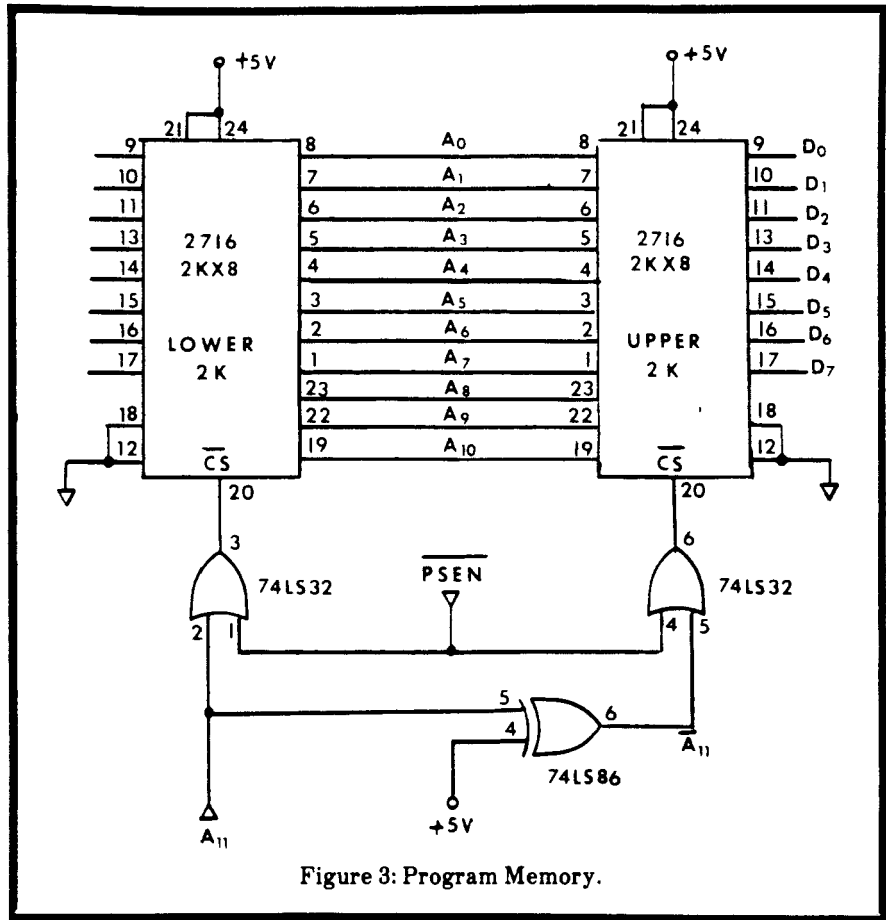 +5V +5V
21 24 21 24
9 8 A0 8 9 D0
10 7 A1 7 10 D1
11 6 A2 6 11 D2
13 2716 5 A3 5 2716 13 D3
14 2KX8 4 A4 4 2KX8 14 D4
15 3 A5 3 15 D5
16 LOWER 2 A6 2 UPPER 16 D6
17 2K 1 A7 1 2K 17 D7
23 A8 23
18 22 A9 22 18
12 CS 19 A10 19 CS 12
20 20
3 6
74LS32 PSEN 74LS32
2 1 4 5
5 6
4 A11
74LS86
A11 +5V
Figure 3: Program Memory.